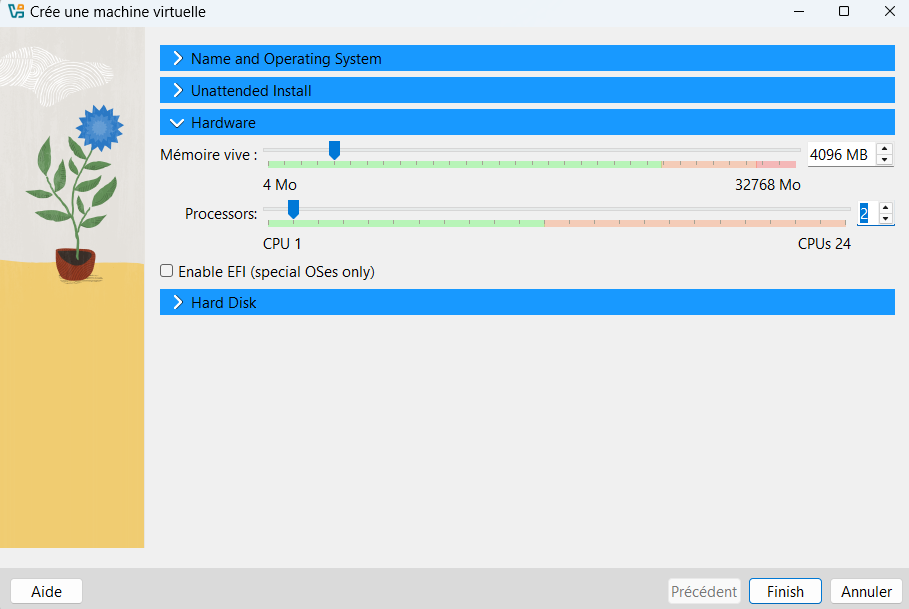 Crée une machine virtuelle
Name and Operating System
Unattended Install
Hardware
Mémoire vive : 4096 MB
4 Mo 32768 Mo
Processors: 2
CPU 1 CPUs 24
Enable EFI (special OSes only)
Hard Disk
Aide Précédent Finish Annuler